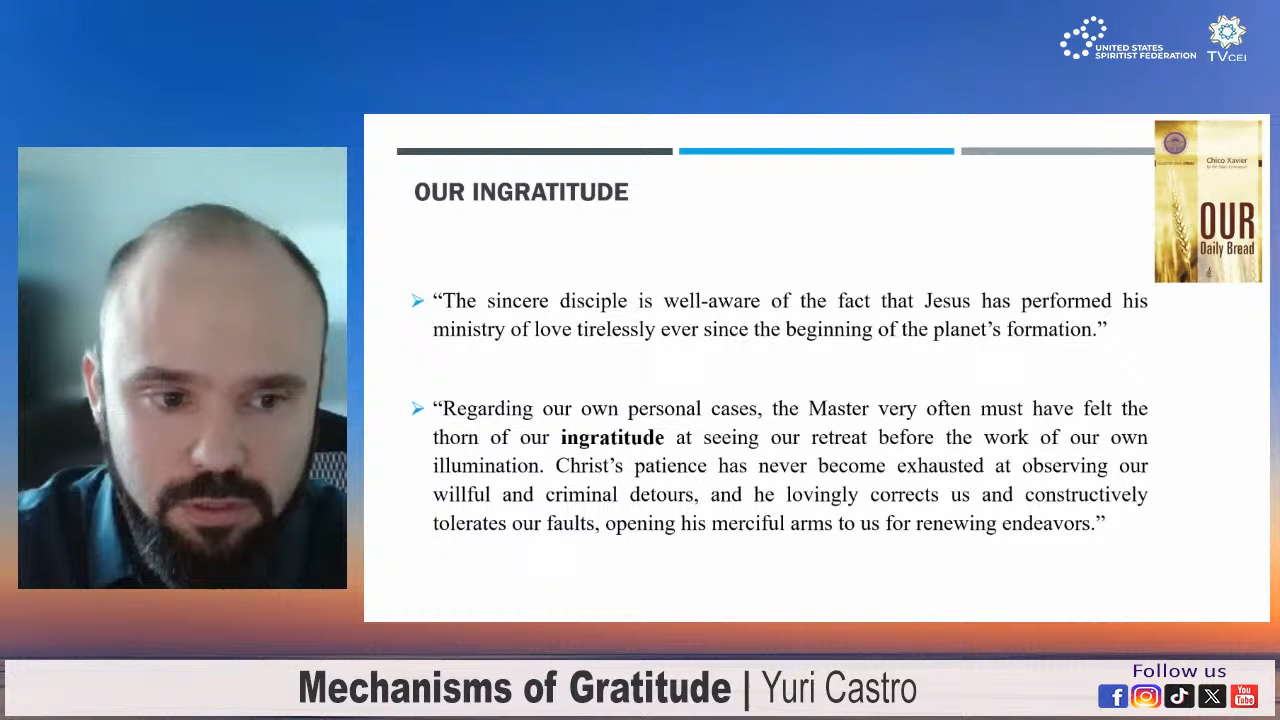 UNITED STATES
SPIRITIST FEDERATION
TVCEI
OUR INGRATITUDE
Chico Xavier
OUR
Daily Bread
“The sincere disciple is well-aware of the fact that Jesus has performed his
ministry of love tirelessly ever since the beginning of the planet’s formation.”
“Regarding our own personal cases, the Master very often must have felt the
thorn of our ingratitude at seeing our retreat before the work of our own
illumination. Christ’s patience has never become exhausted at observing our
willful and criminal detours, and he lovingly corrects us and constructively
tolerates our faults, opening his merciful arms to us for renewing endeavors.”
Mechanisms of Gratitude | Yuri Castro
Follow us
You
Tube